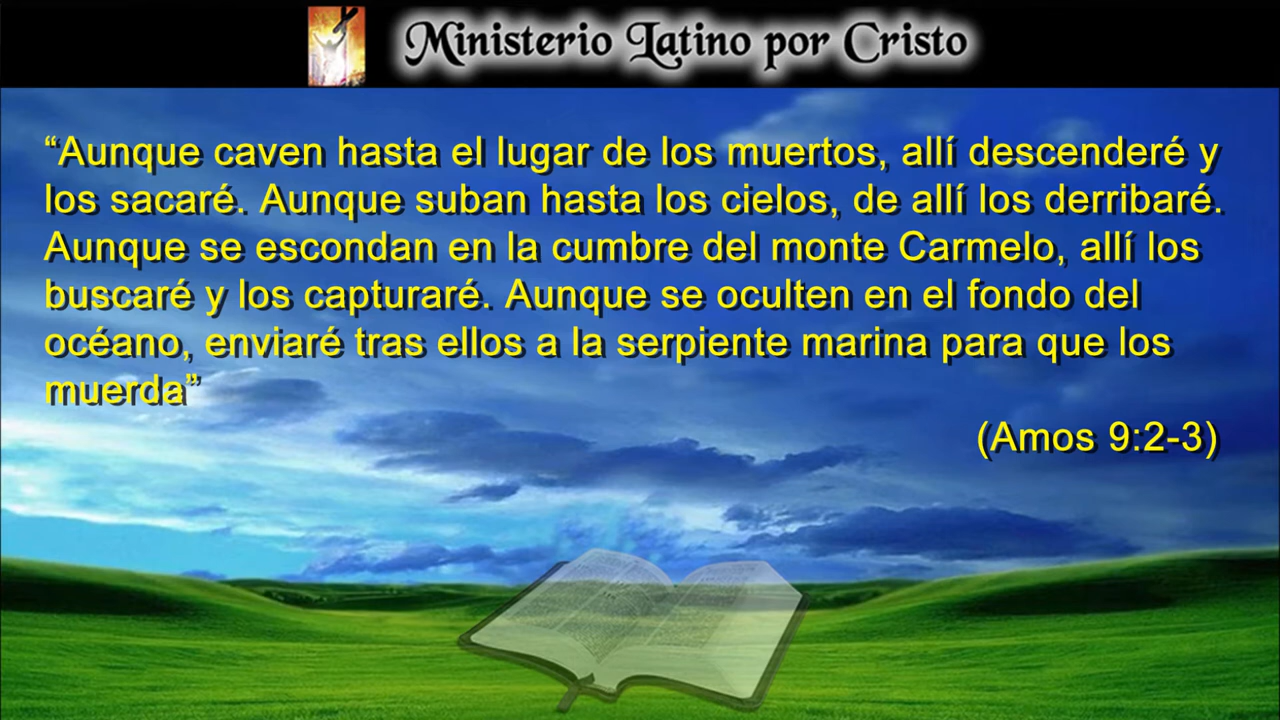 Ministerio Latino por Cristo
“Aunque caven hasta el lugar de los muertos, allí descenderé y
los sacaré. Aunque suban hasta los cielos, de allí los derribaré.
Aunque se escondan en la cumbre del monte Carmelo, allí los
buscaré y los capturaré. Aunque se oculten en el fondo del
océano, enviaré tras ellos a la serpiente marina para que los
muerda”
(Amos 9:2-3)